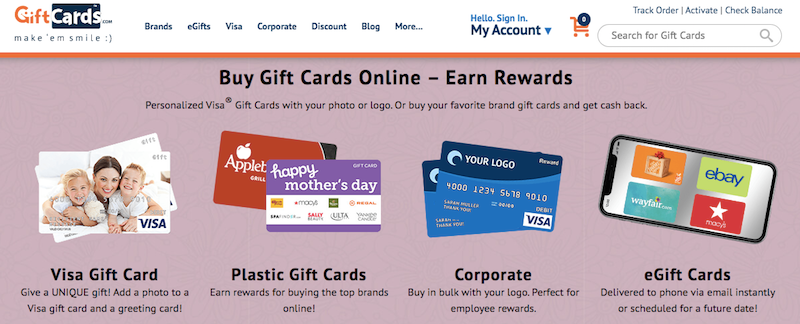 GiftCards.COM
make 'em smile :)
Brands eGifts Visa Corporate Discount Blog More...
Hello. Sign In.
My Account ▼
0
Track Order | Activate | Check Balance
Search for Gift Cards
Buy Gift Cards Online – Earn Rewards
Personalized Visa® Gift Cards with your photo or logo. Or buy your favorite brand gift cards and get cash back.
VISA
Appleb
GRILL
GIFT CARD
happy
mother's day
macy's
REGAL
SPAFINDER
SALLY BEAUTY
ULTA
YANKEE CANDLE
YOUR LOGO
Reward
4000 1234 5678 9010
SARAH MULLER
00/00
THANK YOU!
DEBIT
VISA
ebay
wayfair.com
macy's
Visa Gift Card
Give a UNIQUE gift! Add a photo to a
Visa gift card and a greeting card!
Plastic Gift Cards
Earn rewards for buying the top brands
online!
Corporate
Buy in bulk with your logo. Perfect for
employee rewards.
eGift Cards
Delivered to phone via email instantly
or scheduled for a future date!